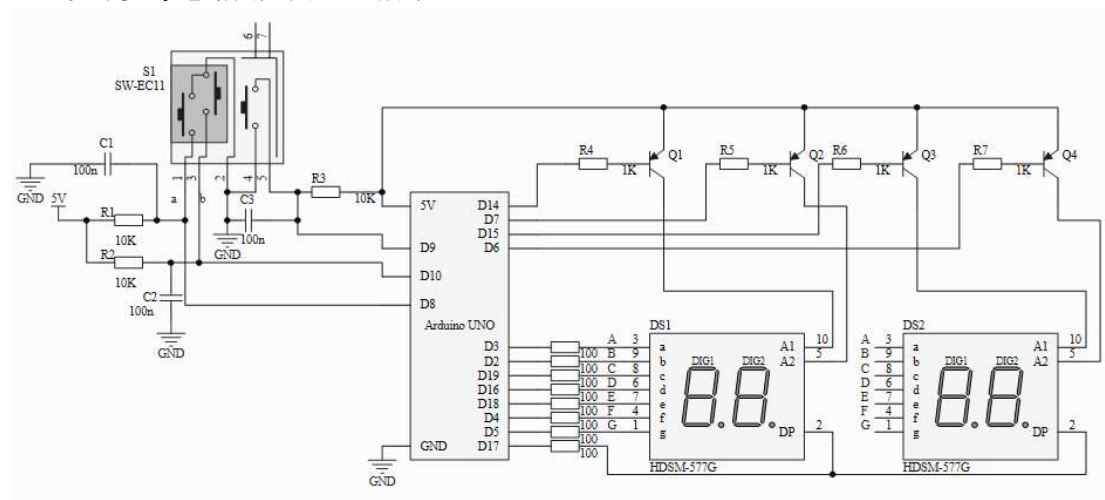 6 7
S1
SW-EC11
C1
100n
GND
1 3 2 4 5
a b
5V
R1
10K
R2
10K
C2
100n
GND
C3
100n
GND
R3
10K
R4
1K
Q1
R5
1K
Q2
R6
1K
Q3
R7
1K
Q4
5V
D9
D10
D8
Arduino UNO
GND
GND
D14
D7
D15
D6
D3
D2
D19
D16
D18
D4
D5
D17
100
100
100
100
100
100
100
100
DS1
A 3 a
B 9 b
C 8 c
D 6 d
E 7 e
F 4 f
G 1 g
DIG1 DIG2
A1 10
A2 5
DP 2
HDSM-577G
DS2
A 3 a
B 9 b
C 8 c
D 6 d
E 7 e
F 4 f
G 1 g
DIG1 DIG2
A1 10
A2 5
DP 2
HDSM-577G